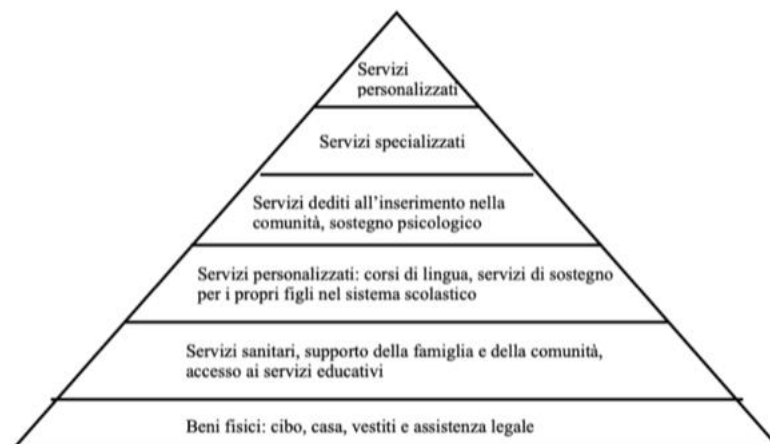 Servizi
personalizzati
Servizi specializzati
Servizi dediti all'inserimento nella
comunità, sostegno psicologico
Servizi personalizzati: corsi di lingua, servizi di sostegno
per i propri figli nel sistema scolastico
Servizi sanitari, supporto della famiglia e della comunità,
accesso ai servizi educativi
Beni fisici: cibo, casa, vestiti e assistenza legale